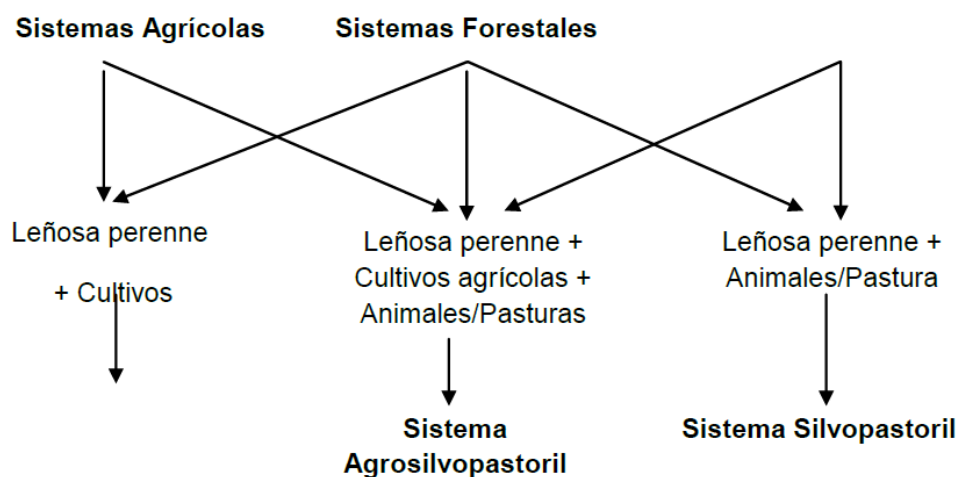 Sistemas Agrícolas
Sistemas Forestales
Leñosa perenne
+ Cultivos
Leñosa perenne +
Cultivos agrícolas +
Animales/Pasturas
Leñosa perenne +
Animales/Pastura
Sistema
Agrosilvopastoril
Sistema Silvopastoril